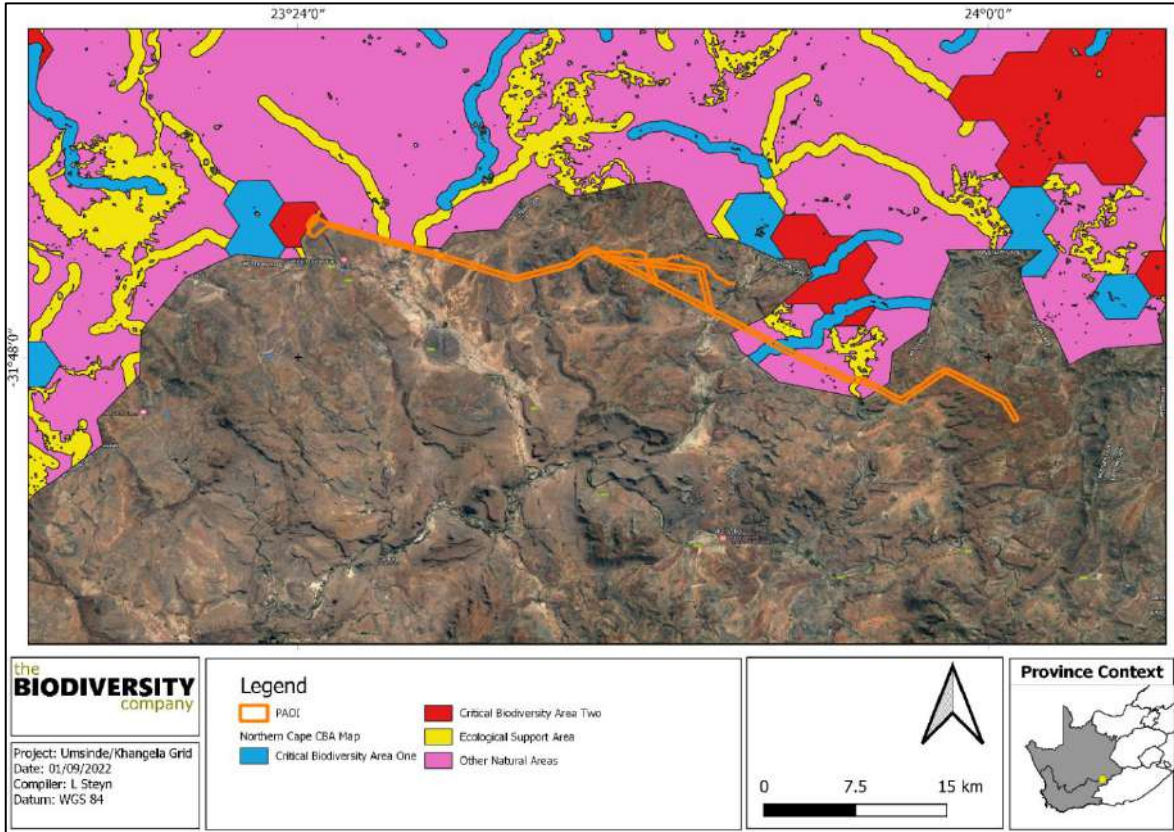 23°24'0"
24°0'0"
-31°48'0"
the
BIODIVERSITY
company
Project: Umsinde/Khangela Grid
Date: 01/09/2022
Compiler: L Steyn
Datum: WGS 84
Legend
PAOI
Northern Cape CBA Map
Critical Biodiversity Area One
Critical Biodiversity Area Two
Ecological Support Area
Other Natural Areas
0 7.5 15 km
Province Context